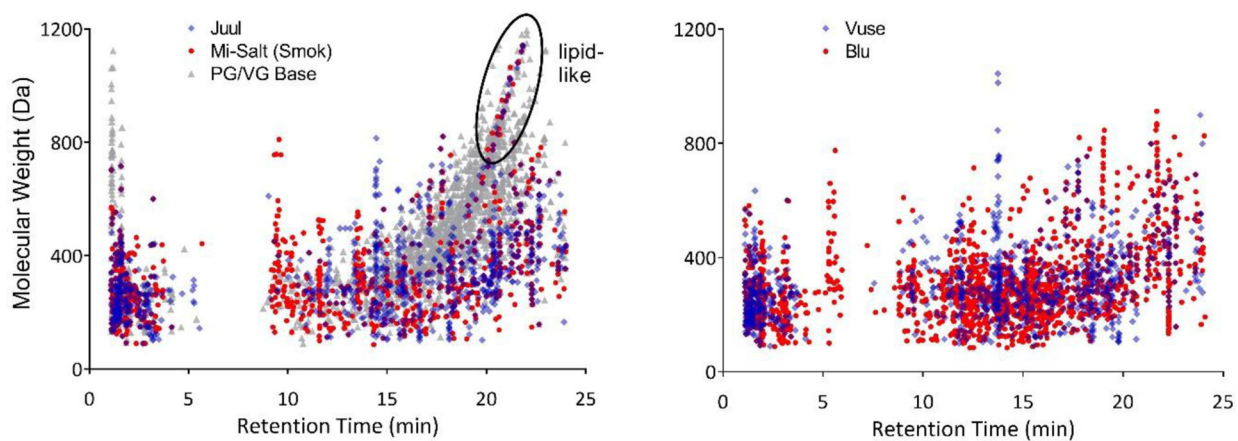 Juul
Mi-Salt (Smok)
PG/VG Base
lipid-
like
1200
800
400
0
0
5
10
15
20
25
Molecular Weight (Da)
Retention Time (min)
Vuse
Blu
1200
800
400
0
0
5
10
15
20
25
Retention Time (min)